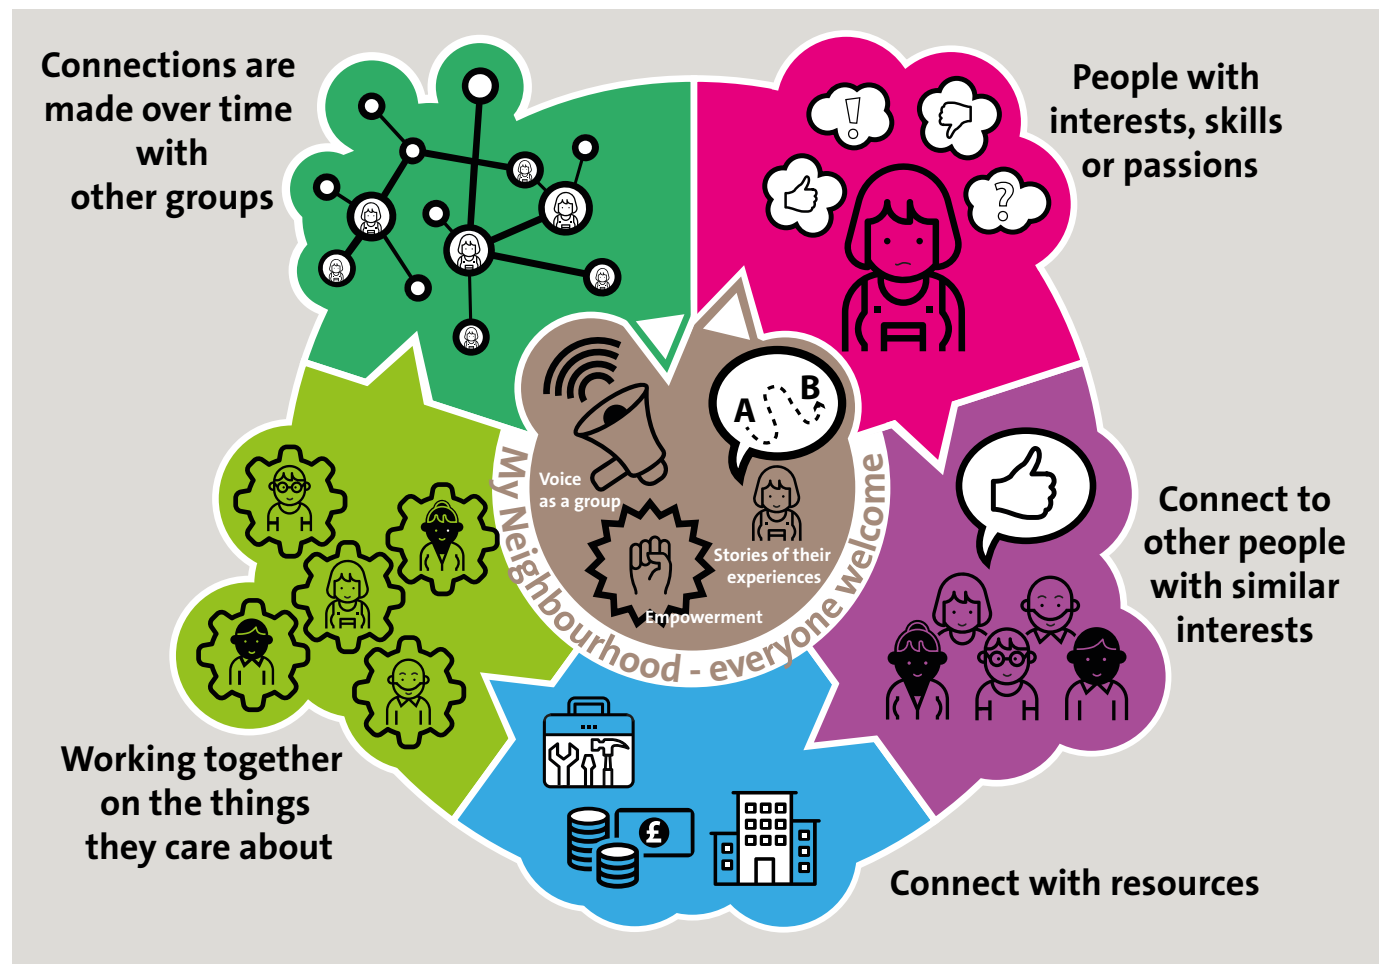 Connections are
made over time
with
other groups
People with
interests, skills
or passions
!
?
A
B
Voice
as a group
Stories of their
experiences
Empowerment
My Neighbourhood - everyone welcome
Connect to
other people
with similar
interests
Working together
on the things
they care about
£
Connect with resources